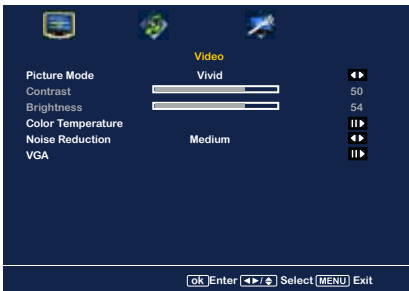 Video
Picture Mode Vivid
Contrast 50
Brightness 54
Color Temperature
Noise Reduction Medium
VGA
ok Enter ◄►/◆ Select MENU Exit